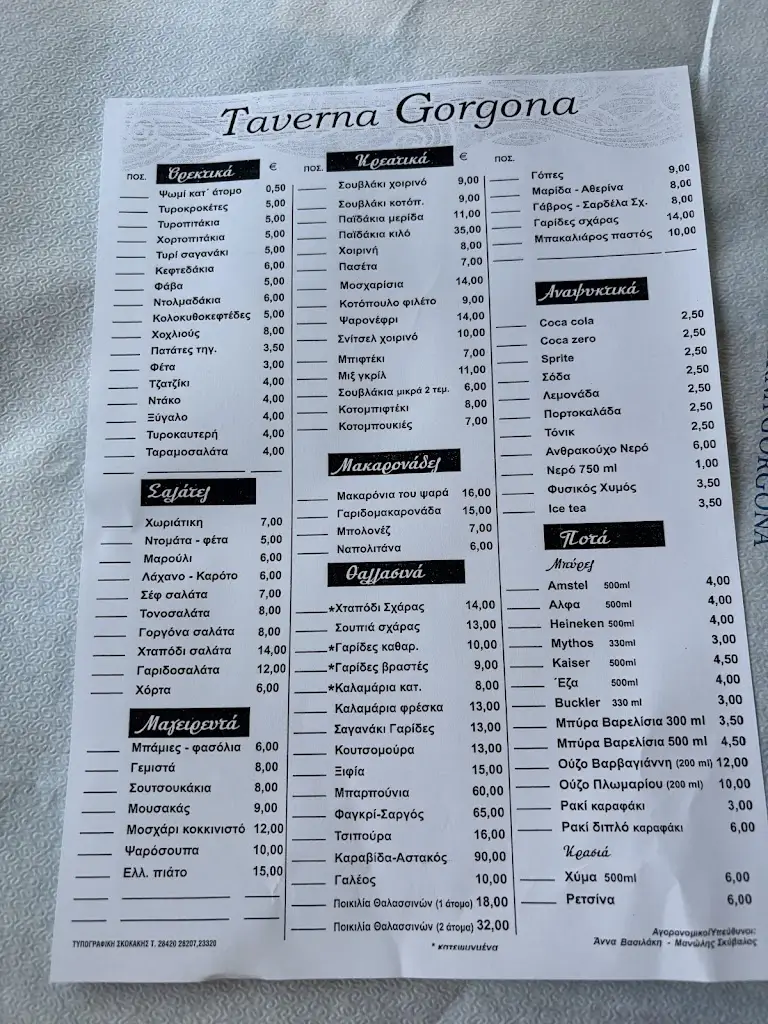 Taverna Gorgona
ΠΟΣ. Ορεκτικά €
Ψωμί κατ΄ άτομο 0,50
Τυροκροκέτες 5,00
Τυροπιτάκια 5,00
Χορτοπιτάκια 5,00
Τυρί σαγανάκι 5,00
Κεφτεδάκια 6,00
Φάβα 5,00
Ντολμαδάκια 6,00
Κολοκυθοκεφτέδες 5,00
Χοχλιούς 8,00
Πατάτες τηγ. 3,50
Φέτα 3,00
Τζατζίκι 4,00
Ντάκο 4,00
Ξύγαλο 4,00
Τυροκαυτερή 4,00
Ταραμοσαλάτα 4,00
Σαλάτες
Χωριάτικη 7,00
Ντομάτα - φέτα 5,00
Μαρούλι 6,00
Λάχανο - Καρότο 6,00
Σέφ σαλάτα 7,00
Τονοσαλάτα 8,00
Γοργόνα σαλάτα 8,00
Χταπόδι σαλάτα 14,00
Γαριδοσαλάτα 12,00
Χόρτα 6,00
Μαγειρευτά
Μπάμιες - φασόλια 6,00
Γεμιστά 8,00
Σουτσουκάκια 8,00
Μουσακάς 9,00
Μοσχάρι κοκκινιστό 12,00
Ψαρόσουπα 10,00
Ελλ. πιάτο 15,00
ΤΥΠΟΓΡΑΦΙΚΗ ΣΚΟΚΑΚΗΣ Τ. 28420 28207,23320
ΠΟΣ. Κρεατικά €
Σουβλάκι χοιρινό 9,00
Σουβλάκι κοτόπ. 9,00
Παϊδάκια μερίδα 11,00
Παϊδάκια κιλό 35,00
Χοιρινή 8,00
Πασέτα 7,00
Μοσχαρίσια 14,00
Κοτόπουλο φιλέτο 9,00
Ψαρονέφρι 14,00
Σνίτσελ χοιρινό 10,00
Μπιφτέκι 7,00
Μιξ γκρίλ 11,00
Σουβλάκια μικρά 2 τεμ. 6,00
Κοτομπιφτέκι 8,00
Κοτομπουκιές 7,00
Μακαρονάδες
Μακαρόνια του ψαρά 16,00
Γαριδομακαρονάδα 15,00
Μπολονέζ 7,00
Ναπολιτάνα 6,00
Θαλασσινά
*Χταπόδι Σχάρας 14,00
Σουπιά σχάρας 13,00
*Γαρίδες καθαρ. 10,00
*Γαρίδες βραστές 9,00
*Καλαμάρια κατ. 8,00
Καλαμάρια φρέσκα 13,00
Σαγανάκι Γαρίδες 13,00
Κουτσομούρα 13,00
Ξιφία 15,00
Μπαρπούνια 60,00
Φαγκρί-Σαργός 65,00
Τσιπούρα 16,00
Καραβίδα-Αστακός 90,00
Γαλέος 10,00
Ποικιλία Θαλασσινών (1 άτομο) 18,00
Ποικιλία Θαλασσινών (2 άτομα) 32,00
* κατεψυγμένα
ΠΟΣ.
Γόπες 9,00
Μαρίδα - Αθερίνα 8,00
Γάβρος - Σαρδέλα Σχ. 8,00
Γαρίδες σχάρας 14,00
Μπακαλιάρος παστός 10,00
Αναψυκτικά
Coca cola 2,50
Coca zero 2,50
Sprite 2,50
Σόδα 2,50
Λεμονάδα 2,50
Πορτοκαλάδα 2,50
Τόνικ 2,50
Ανθρακούχο Νερό 6,00
Νερό 750 ml 1,00
Φυσικός Χυμός 3,50
Ice tea 3,50
Ποτά
Μπύρες
Amstel 500ml 4,00
Αλφα 500ml 4,00
Heineken 500ml 4,00
Mythos 330ml 3,00
Kaiser 500ml 4,50
΄Εζα 500ml 4,00
Buckler 330 ml 3,00
Μπύρα Βαρελίσια 300 ml 3,50
Μπύρα Βαρελίσια 500 ml 4,50
Ούζο Βαρβαγιάννη (200 ml) 12,00
Ούζο Πλωμαρίου (200 ml) 10,00
Ρακί καραφάκι 3,00
Ρακί διπλό καραφάκι 6,00
Κρασιά
Χύμα 500ml 6,00
Ρετσίνα 6,00
Αγορονομικο/Υπεύθυνοι:
Άννα Βασιλάκη - Μανώλης Σκύβαλος
GORGONA